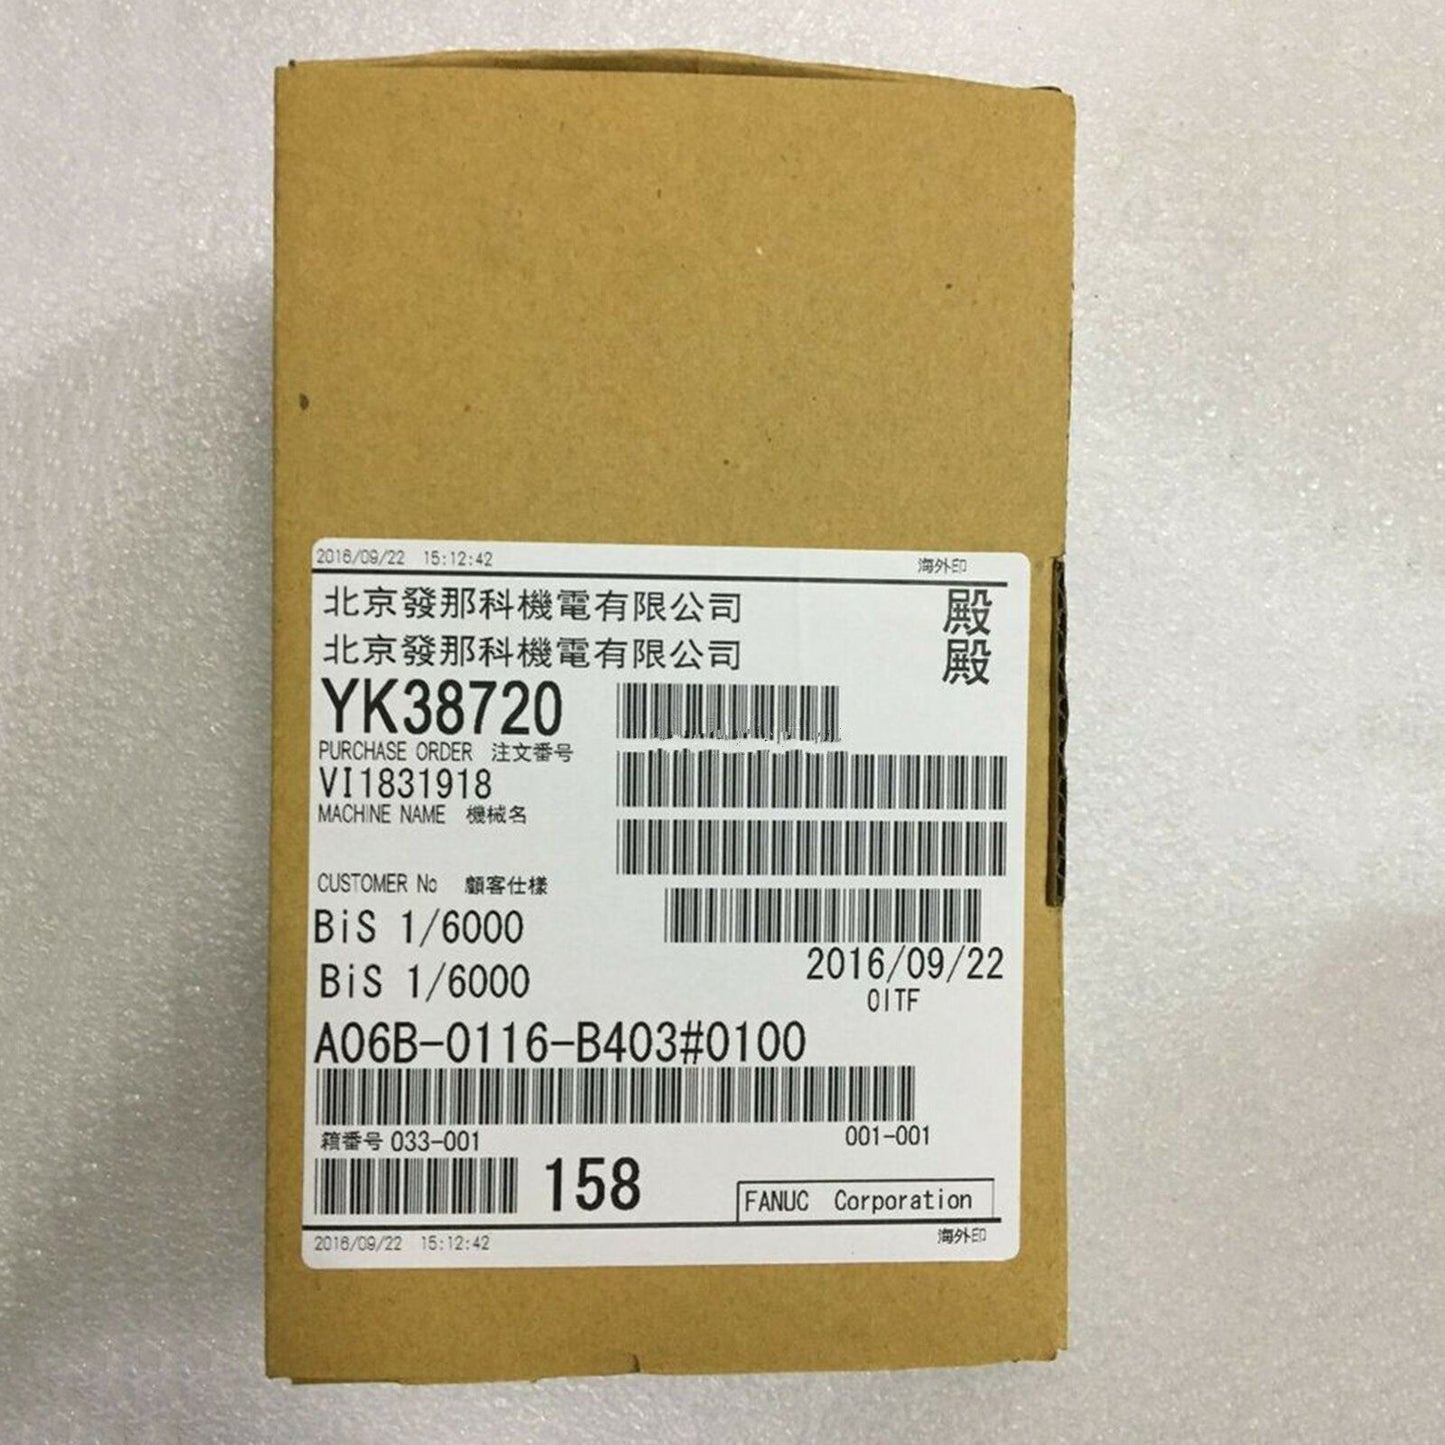 2016/09/22 15:12:42 海外印
北京發那科機電有限公司 殿
北京發那科機電有限公司 殿
YK38720
PURCHASE ORDER 注文番号
VI1831918
MACHINE NAME 機械名
CUSTOMER No 顧客仕様
BiS 1/6000
2016/09/22
BiS 1/6000
OITF
A06B-0116-B403#0100
箱番号 033-001 001-001
158
FANUC Corporation
2016/09/22 15:12:42 海外印